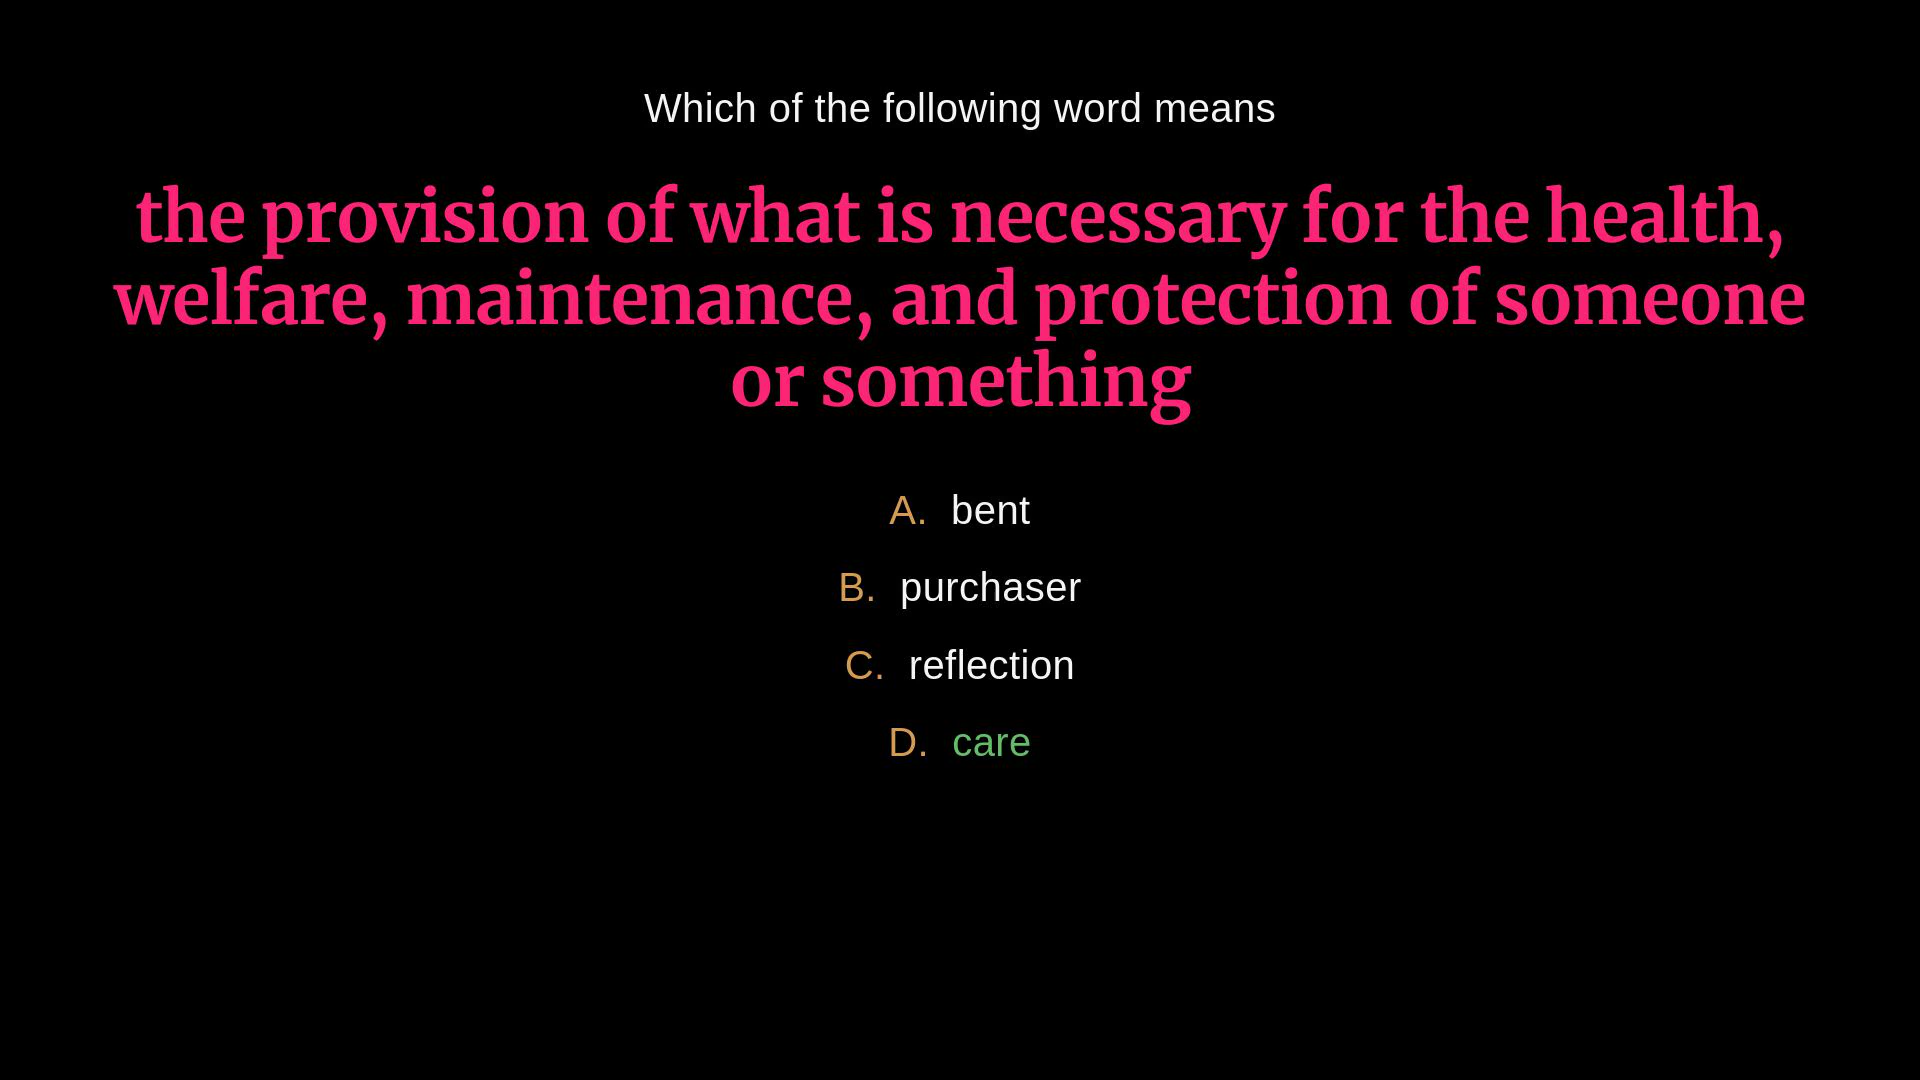 Which of the following word means
the provision of what is necessary for the health,
welfare, maintenance, and protection of someone
or something
A. bent
B. purchaser
C. reflection
D. care